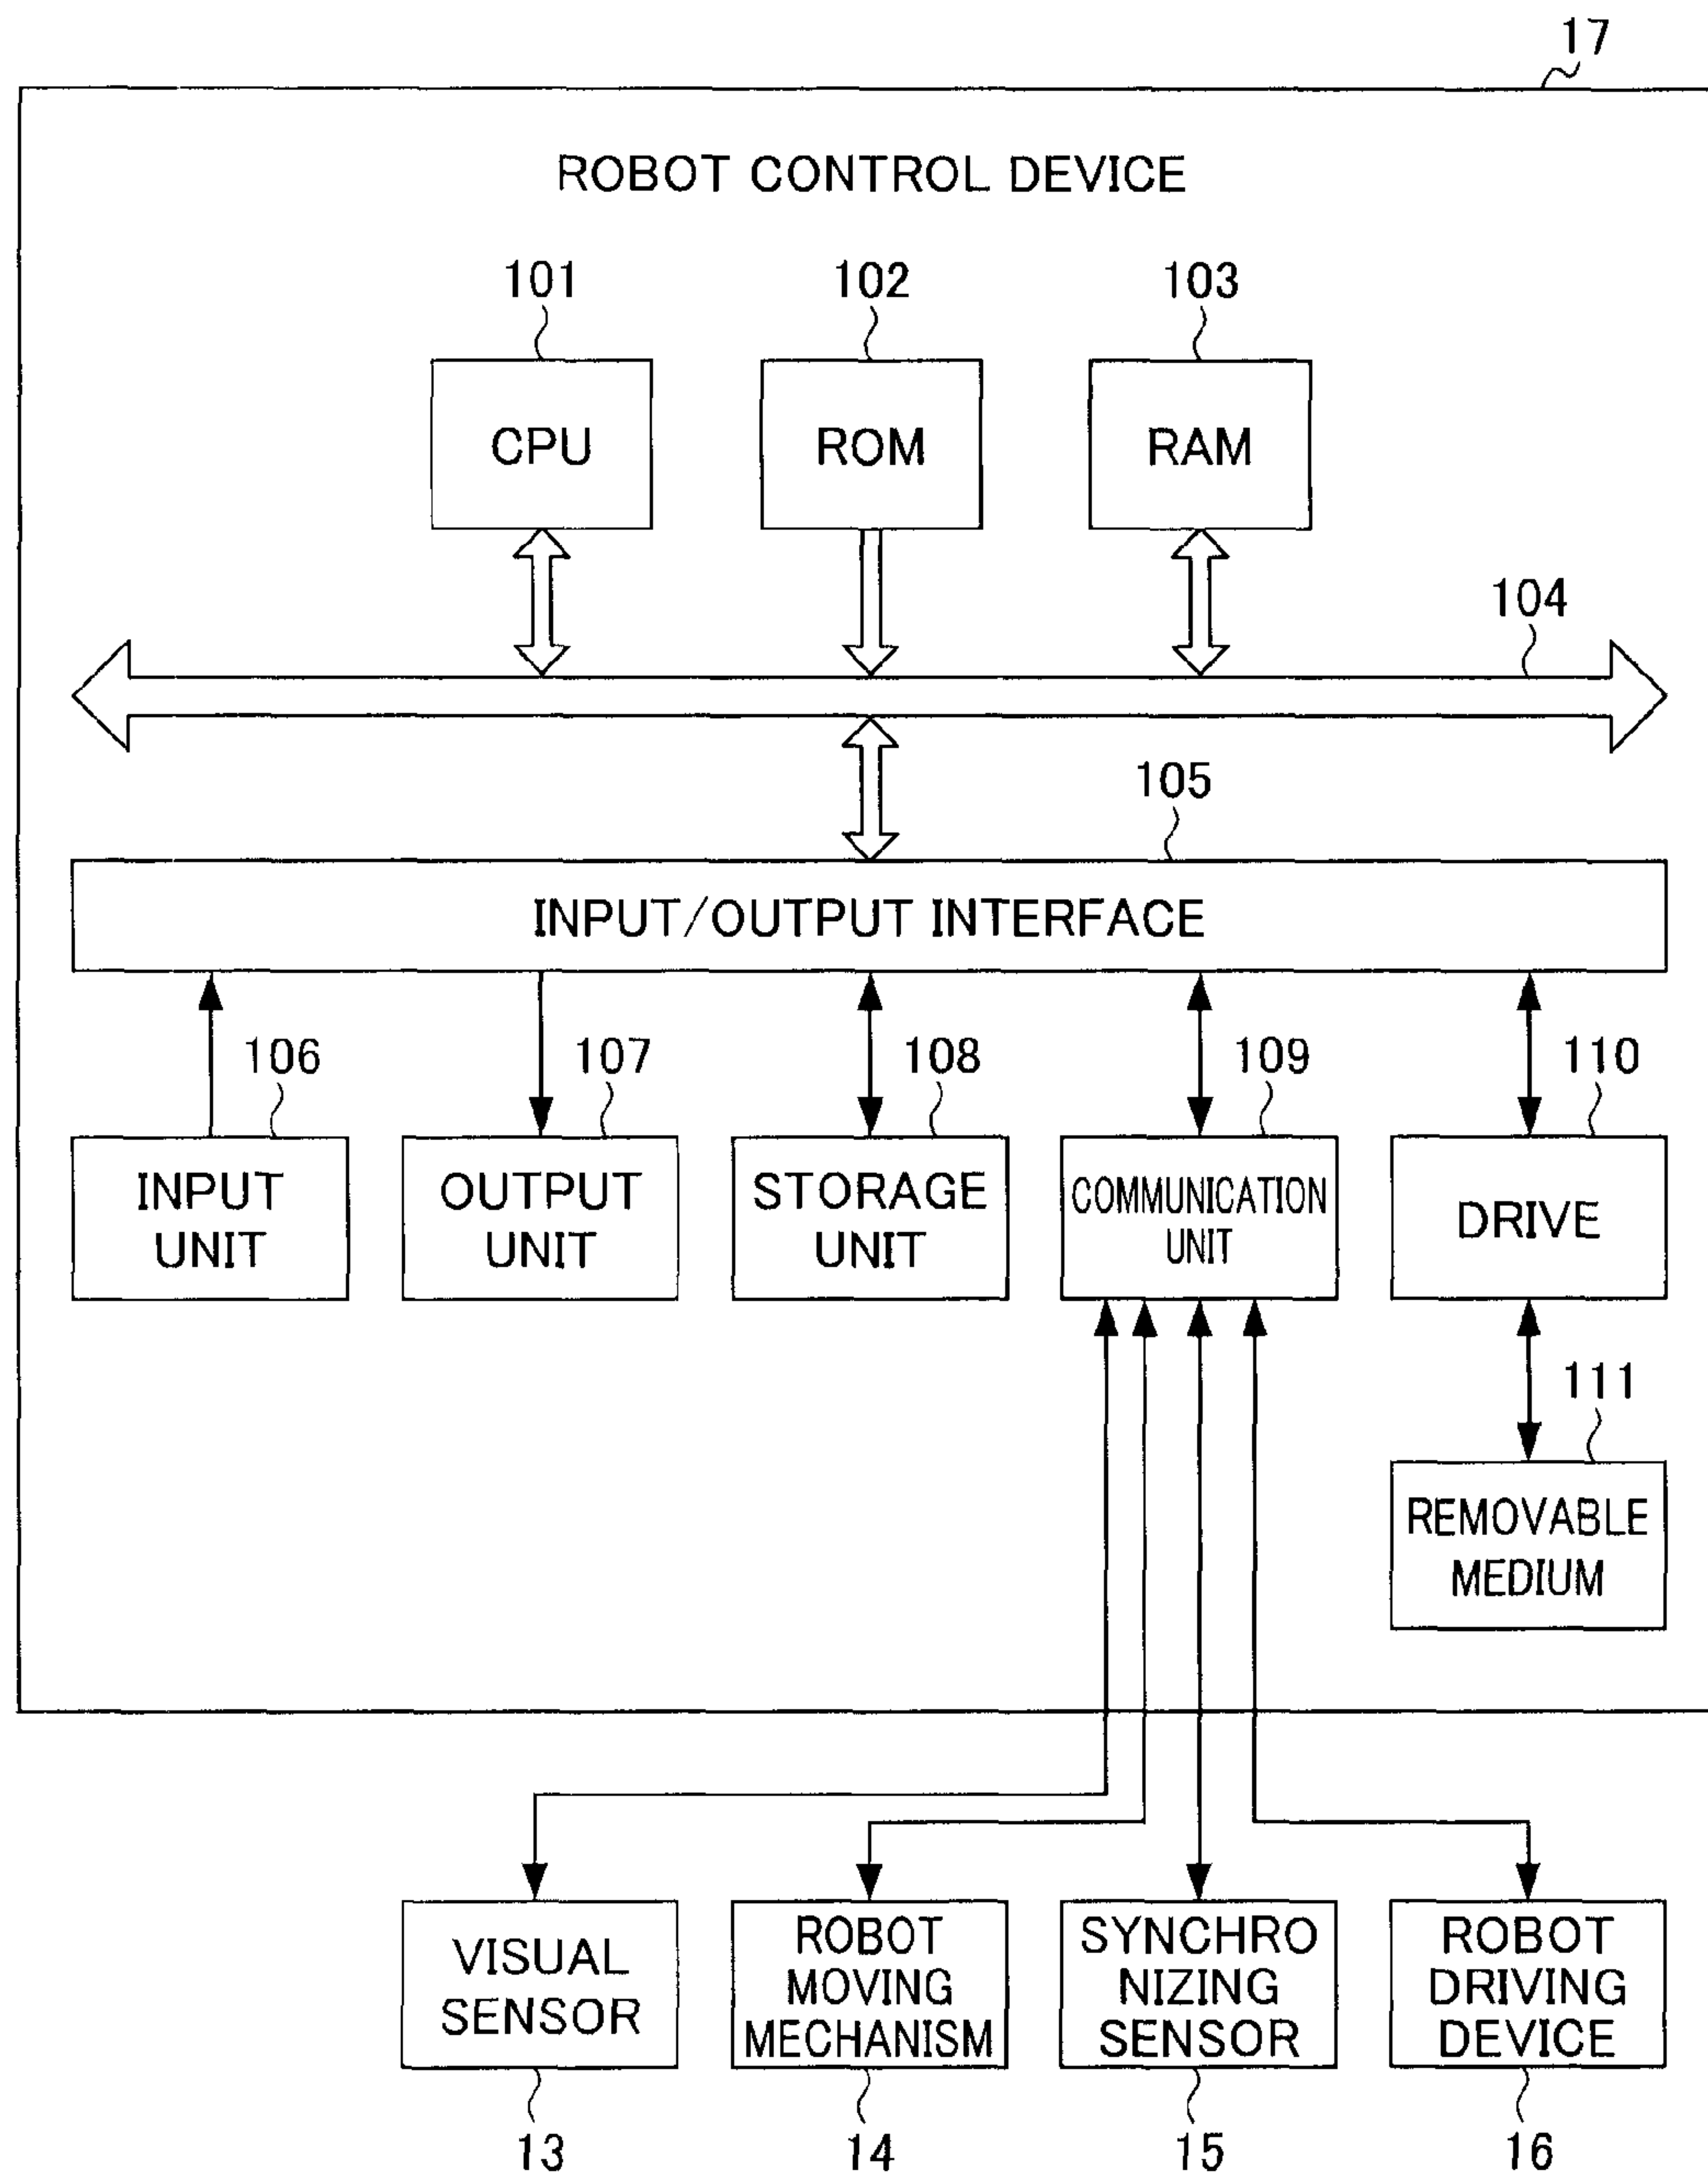 17
ROBOT CONTROL DEVICE
101
102
103
CPU
ROM
RAM
104
105
INPUT/OUTPUT INTERFACE
106
107
108
109
110
INPUT
UNIT
OUTPUT
UNIT
STORAGE
UNIT
COMMUNICATION
UNIT
DRIVE
111
REMOVABLE
MEDIUM
VISUAL
SENSOR
ROBOT
MOVING
MECHANISM
SYNCHRO
NIZING
SENSOR
ROBOT
DRIVING
DEVICE
13
14
15
16